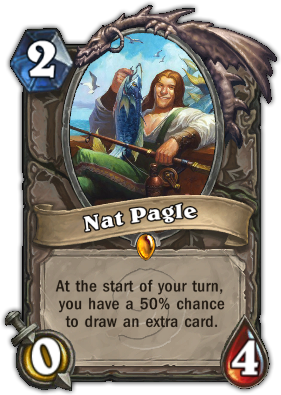 2
Nat Pagle
At the start of your turn,
you have a 50% chance
to draw an extra card.
0
4